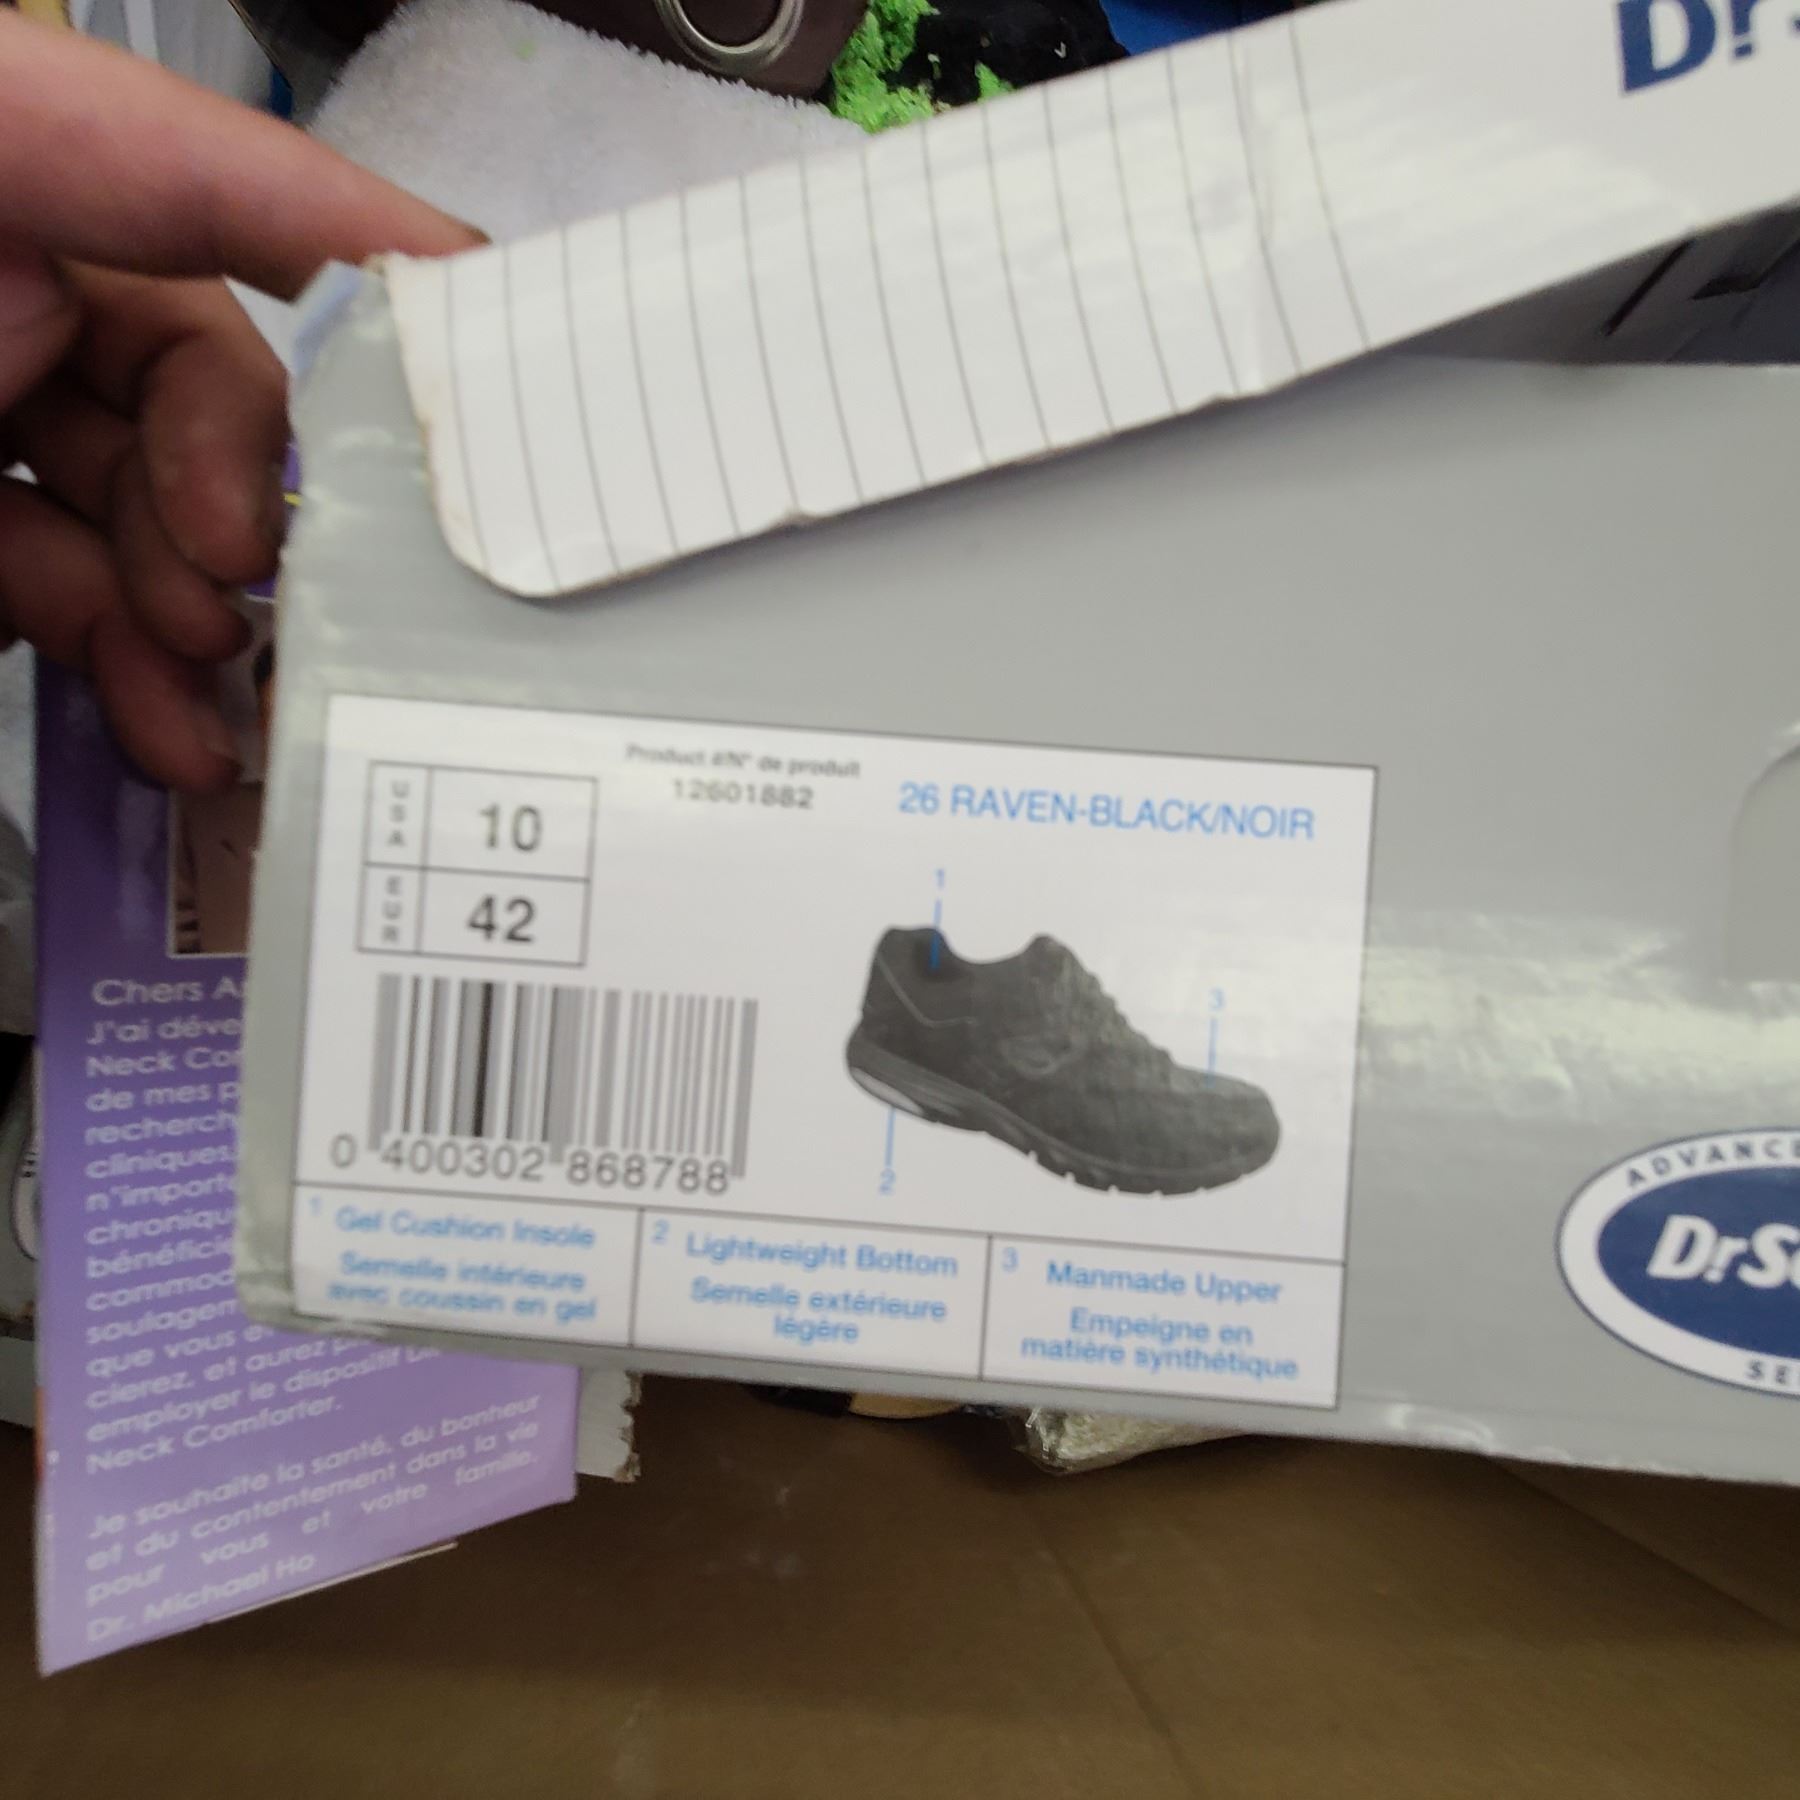 Dr.
Product #/N° de produit
12601882
26 RAVEN-BLACK/NOIR
USA 10
EUR 42
1
3
2
0 400302 868788
1 Gel Cushion Insole
Semelle intérieure
avec coussin en gel
2 Lightweight Bottom
Semelle extérieure
légère
3 Manmade Upper
Empeigne en
matière synthétique
ADVANCE
Dr.Sc
SE
Chers A
J'ai déve
Neck Co
de mes p
recherch
cliniques
n'import
chroniqu
bénéfici
commod
soulagem
que vous e
cierez, et aurez
employer le dispositif
Neck Comforter.
Je souhaite la santé, du bonheur
et du contentement dans la vie
pour vous et votre famille.
Dr. Michael Ho